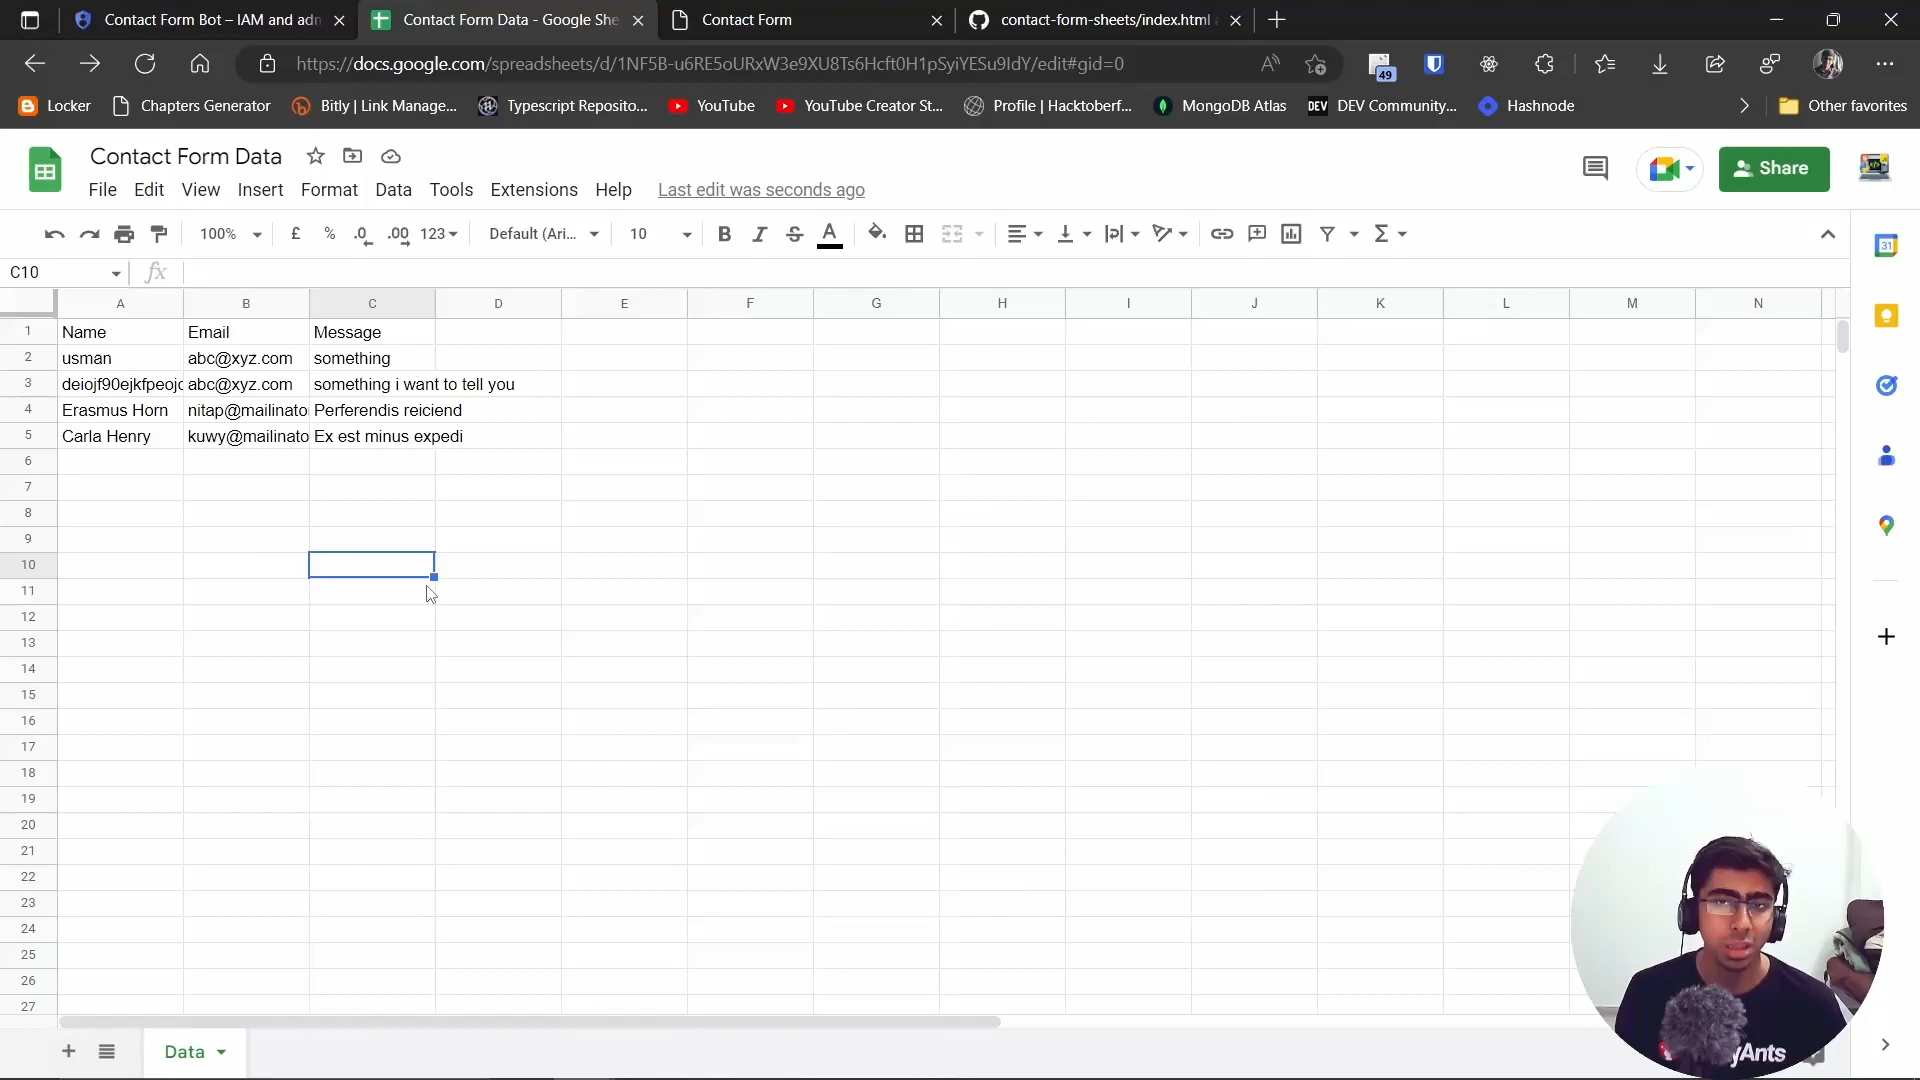 Contact Form Bot – IAM and adm
Contact Form Data - Google She
Contact Form
contact-form-sheets/index.html
https://docs.google.com/spreadsheets/d/1NF5B-u6RE5oURxW3e9XU8Ts6Hcft0H1pSyiYESu9IdY/edit#gid=0
49
Locker
Chapters Generator
Bitly | Link Manage...
Typescript Reposito...
YouTube
YouTube Creator St...
Profile | Hacktoberf...
MongoDB Atlas
DEV
DEV Community...
Hashnode
Other favorites
Contact Form Data
Share
File Edit View Insert Format Data Tools Extensions Help Last edit was seconds ago
100% £ % .0 .00 123 Default (Ari... 10 B I S A Σ
31
C10 fx
A B C D E F G H I J K L M N
1 Name Email Message
2 usman abc@xyz.com something
3 deiojf90ejkfpeojc abc@xyz.com something i want to tell you
4 Erasmus Horn nitap@mailinato Perferendis reiciend
5 Carla Henry kuwy@mailinato Ex est minus expedi
6
7
8
9
10
11
12
13
14
15
16
17
18
19
20
21
22
23
24
25
26
27
Data
yAnts